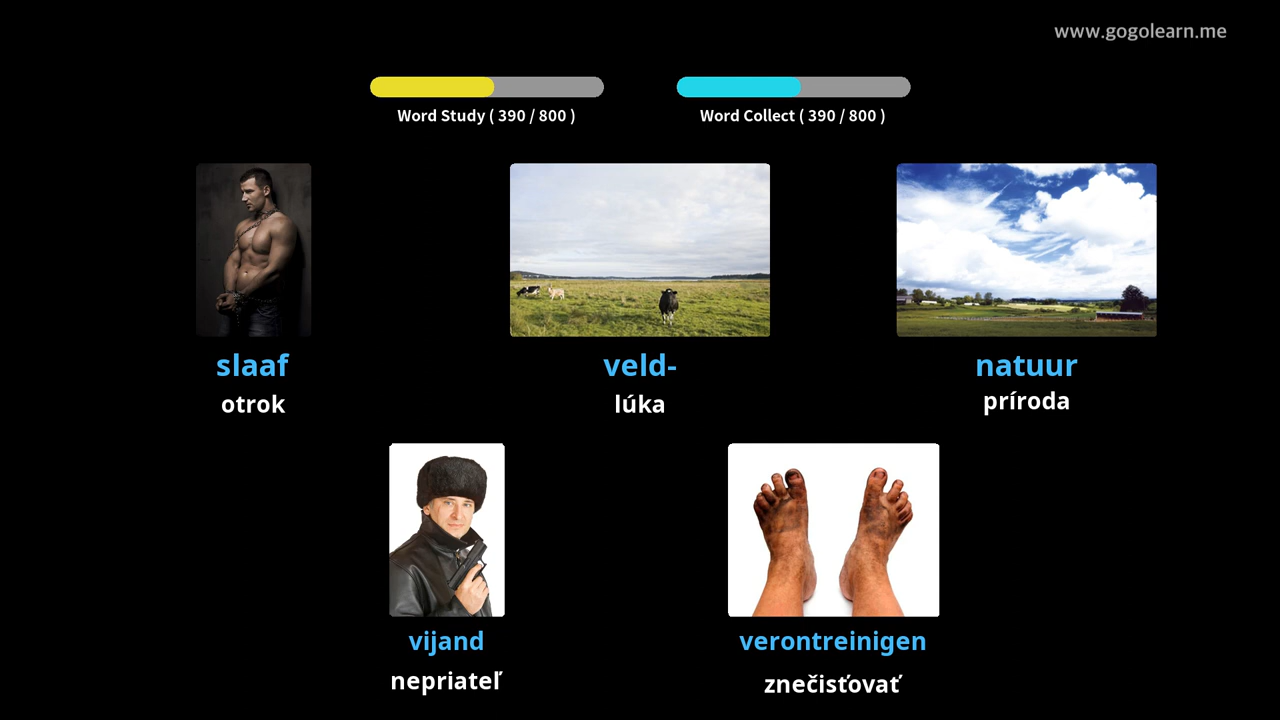 www.gogolearn.me
Word Study ( 390 / 800 )
Word Collect ( 390 / 800 )
slaaf
otrok
veld-
lúka
natuur
príroda
vijand
nepriateľ
verontreinigen
znečisťovať